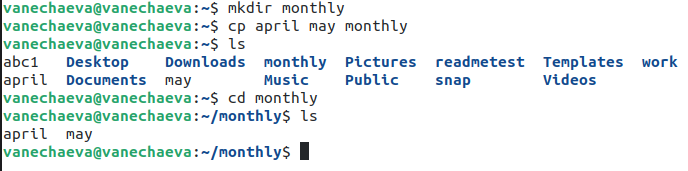 vanechaeva@vanechaeva:~$ mkdir monthly
vanechaeva@vanechaeva:~$ cp april may monthly
vanechaeva@vanechaeva:~$ ls
abc1   Desktop    Downloads  monthly  Pictures  readmetest  Templates  work
april  Documents  may        Music    Public    snap        Videos
vanechaeva@vanechaeva:~$ cd monthly
vanechaeva@vanechaeva:~/monthly$ ls
april  may
vanechaeva@vanechaeva:~/monthly$